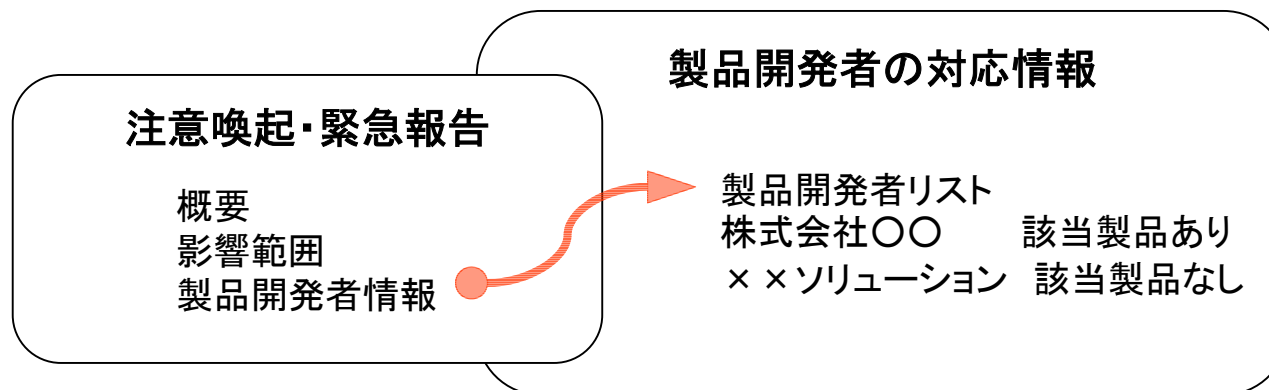 注意喚起・緊急報告
概要
影響範囲
製品開発者情報
製品開発者の対応情報
製品開発者リスト
株式会社〇〇　該当製品あり
××ソリューション　該当製品なし